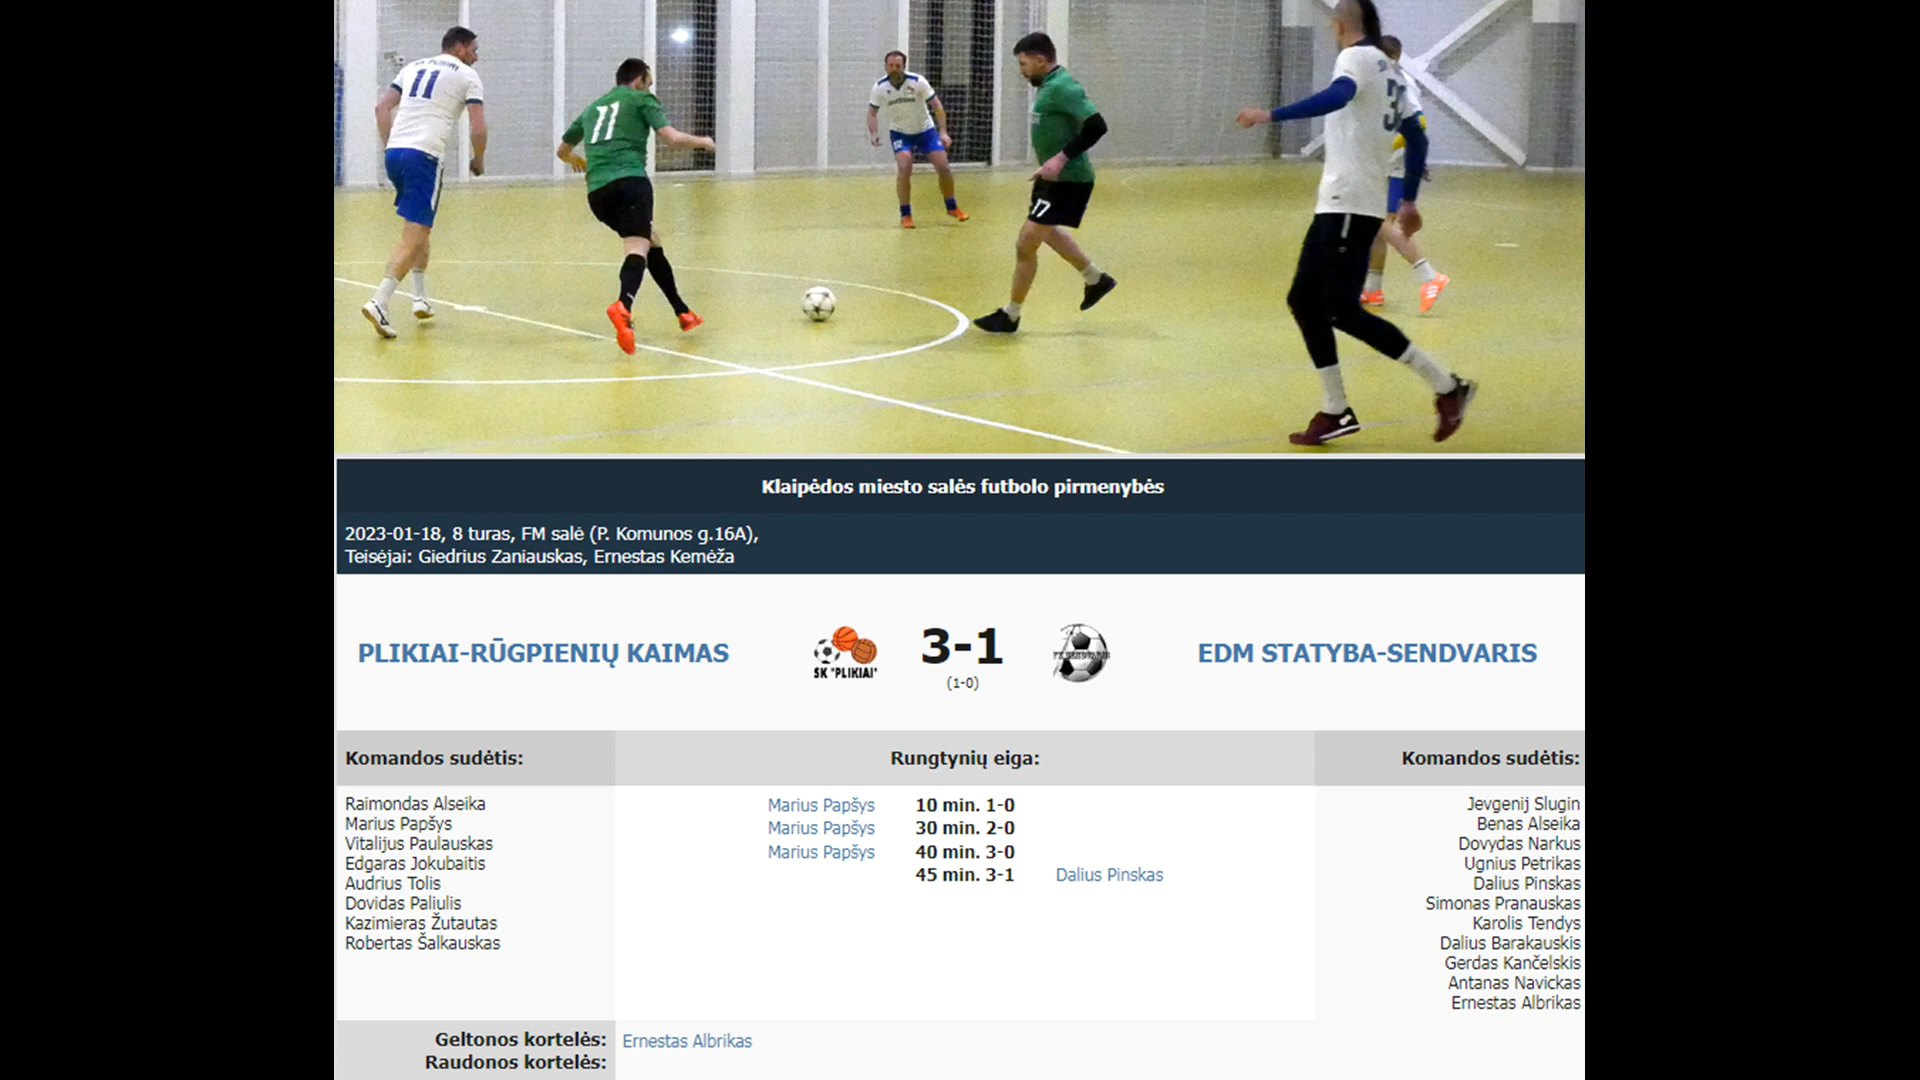 SK PLIKIAI
11
11
17
Klaipėdos miesto salės futbolo pirmenybės
2023-01-18, 8 turas, FM salė (P. Komunos g.16A),
Teisėjai: Giedrius Zaniauskas, Ernestas Kemėža
PLIKIAI-RŪGPIENIŲ KAIMAS
SK "PLIKIAI"
3-1
(1-0)
EDM STATYBA-SENDVARIS
Komandos sudėtis:
Rungtynių eiga:
Komandos sudėtis:
Raimondas Alseika
Marius Papšys
Vitalijus Paulauskas
Edgaras Jokubaitis
Audrius Tolis
Dovidas Paliulis
Kazimieras Žutautas
Robertas Šalkauskas
Marius Papšys 10 min. 1-0
Marius Papšys 30 min. 2-0
Marius Papšys 40 min. 3-0
45 min. 3-1 Dalius Pinskas
Jevgenij Slugin
Benas Alseika
Dovydas Narkus
Ugnius Petrikas
Dalius Pinskas
Simonas Pranauskas
Karolis Tendys
Dalius Barakauskis
Gerdas Kančelskis
Antanas Navickas
Ernestas Albrikas
Geltonos kortelės: Ernestas Albrikas
Raudonos kortelės: